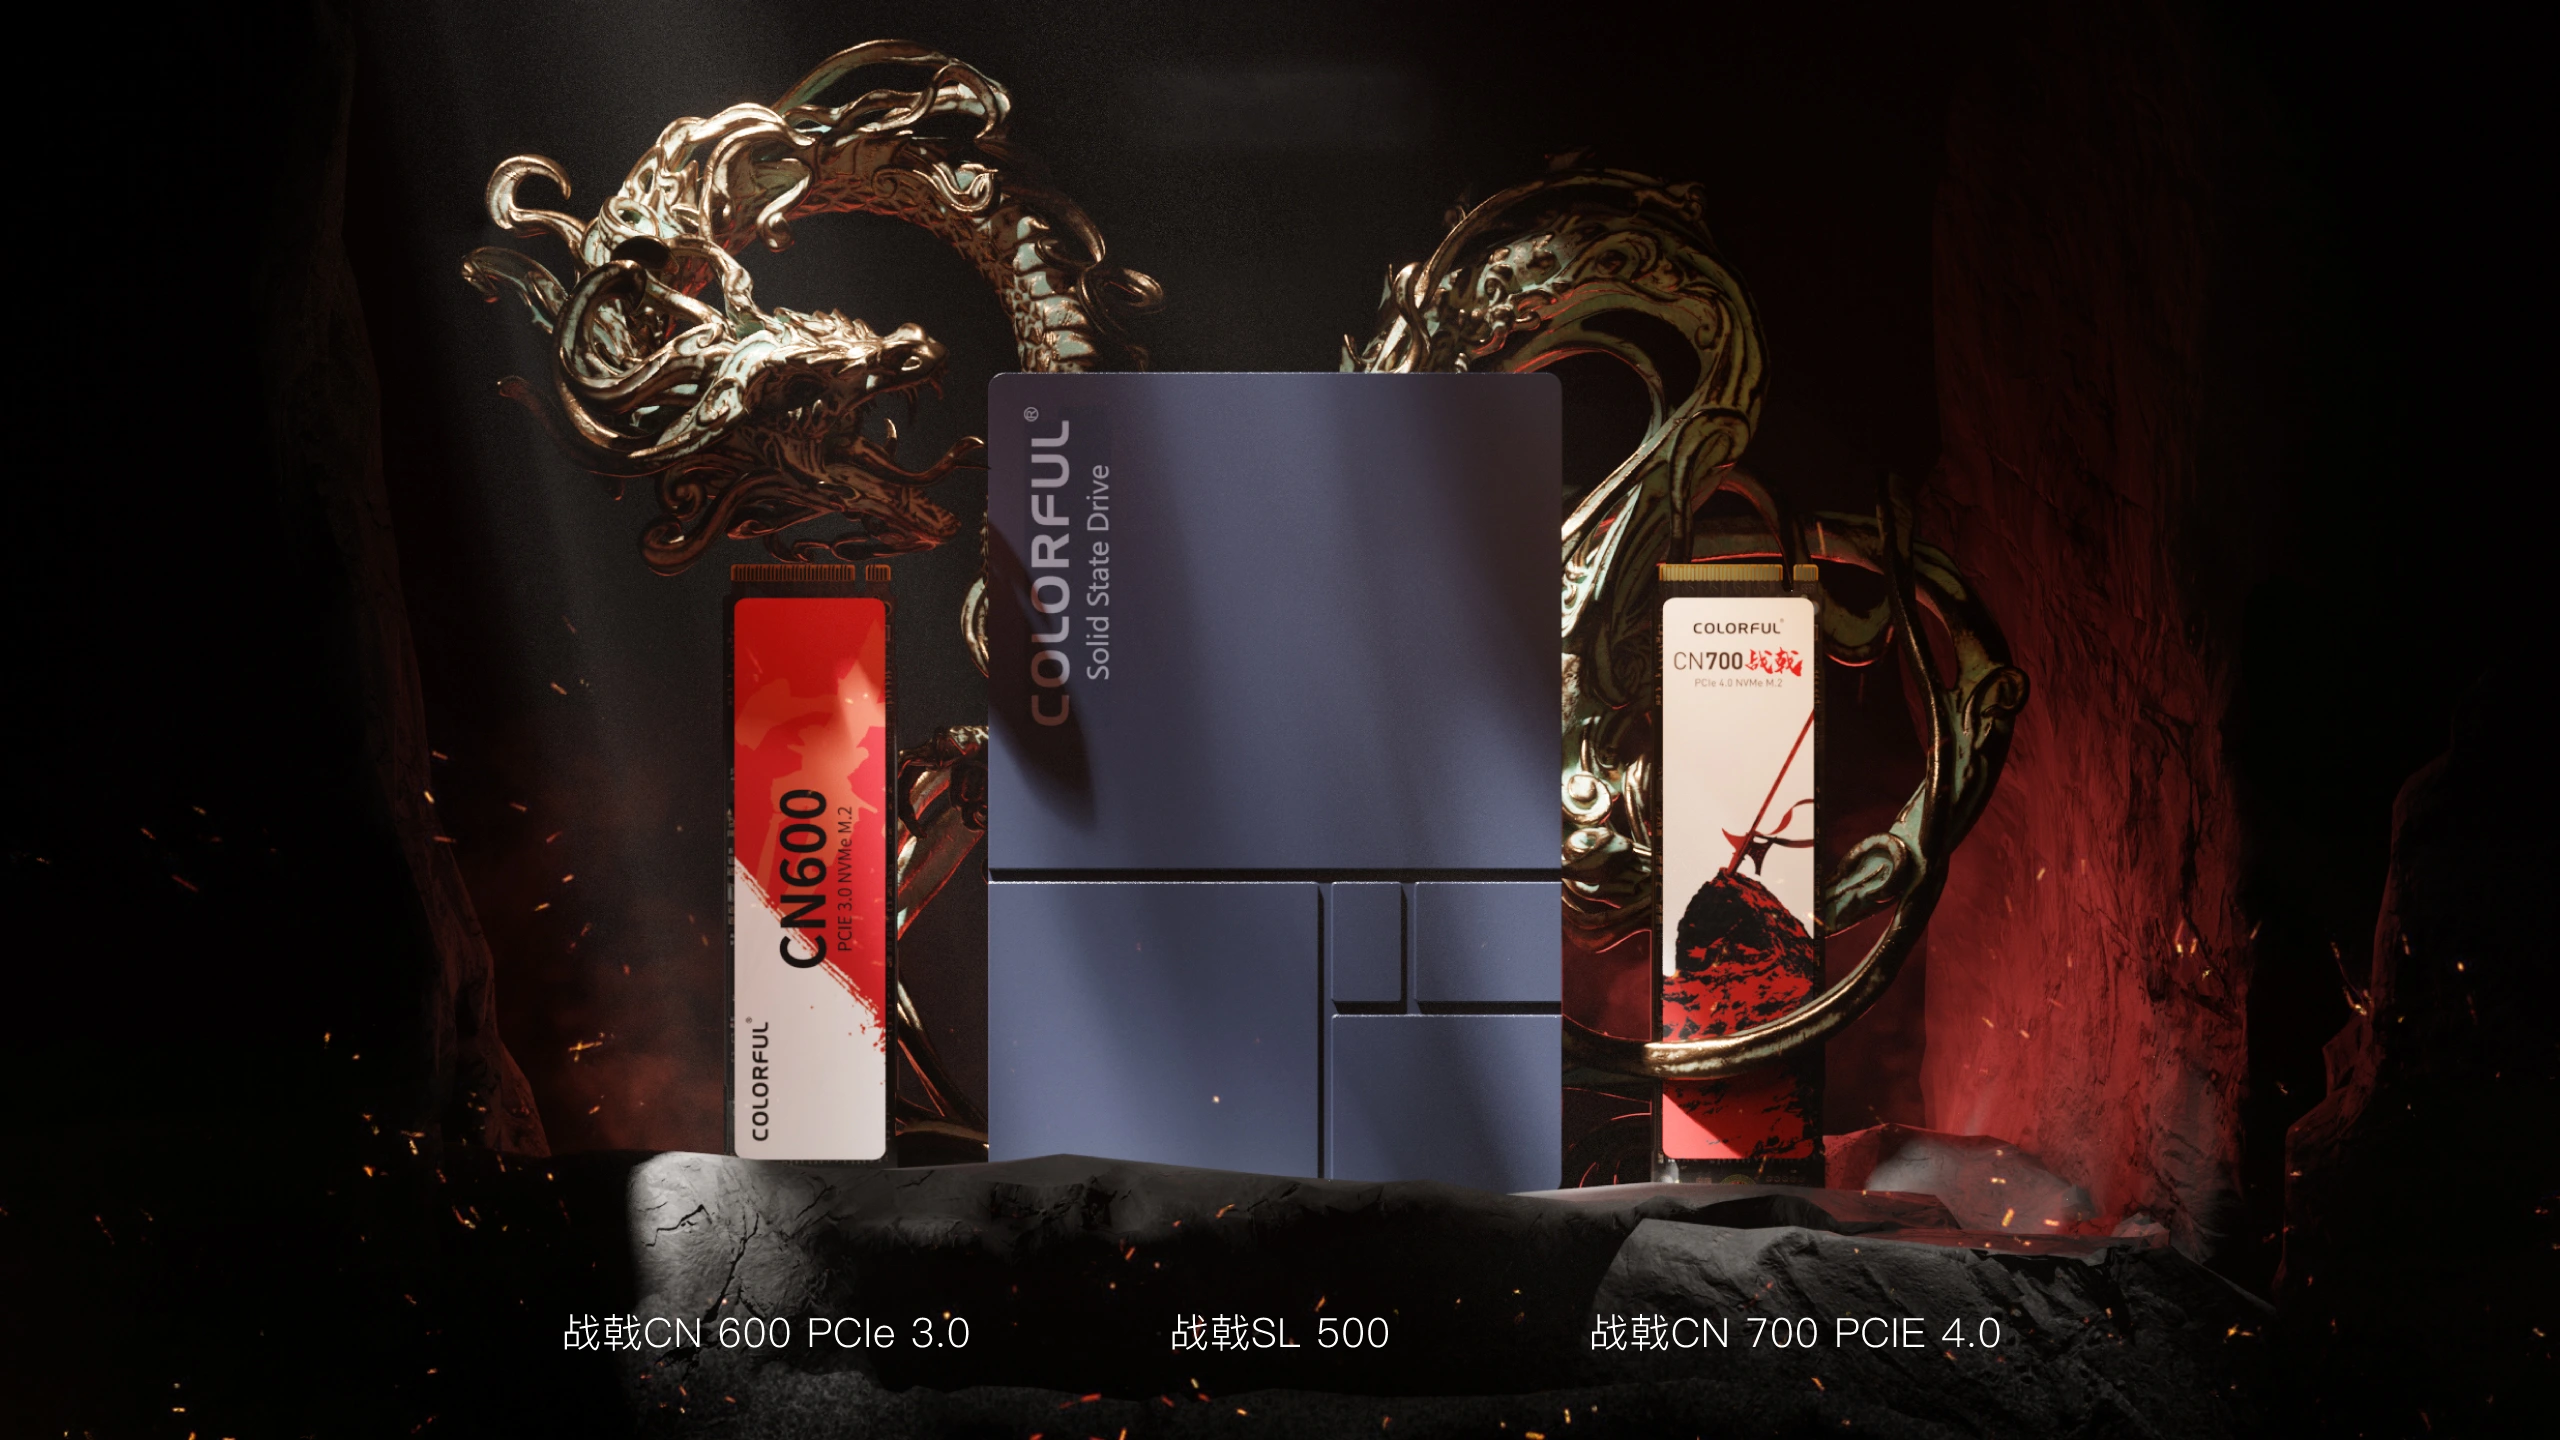 COLORFUL®
Solid State Drive
CN600
PCIE 3.0 NVMe M.2
COLORFUL®
COLORFUL®
CN700战戟
PCIe 4.0 NVMe M.2
战戟CN 600 PCIe 3.0
战戟SL 500
战戟CN 700 PCIE 4.0